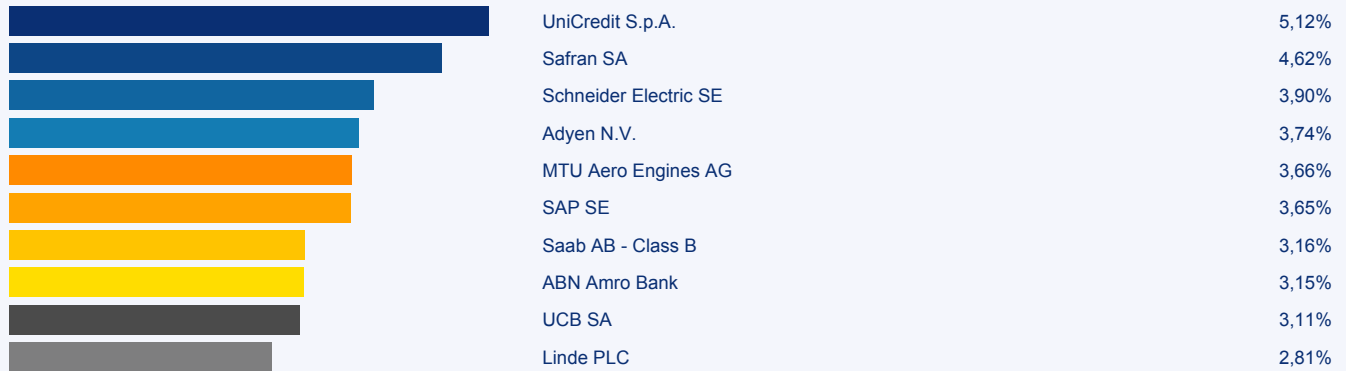 UniCredit S.p.A. 5,12%
Safran SA 4,62%
Schneider Electric SE 3,90%
Adyen N.V. 3,74%
MTU Aero Engines AG 3,66%
SAP SE 3,65%
Saab AB - Class B 3,16%
ABN Amro Bank 3,15%
UCB SA 3,11%
Linde PLC 2,81%